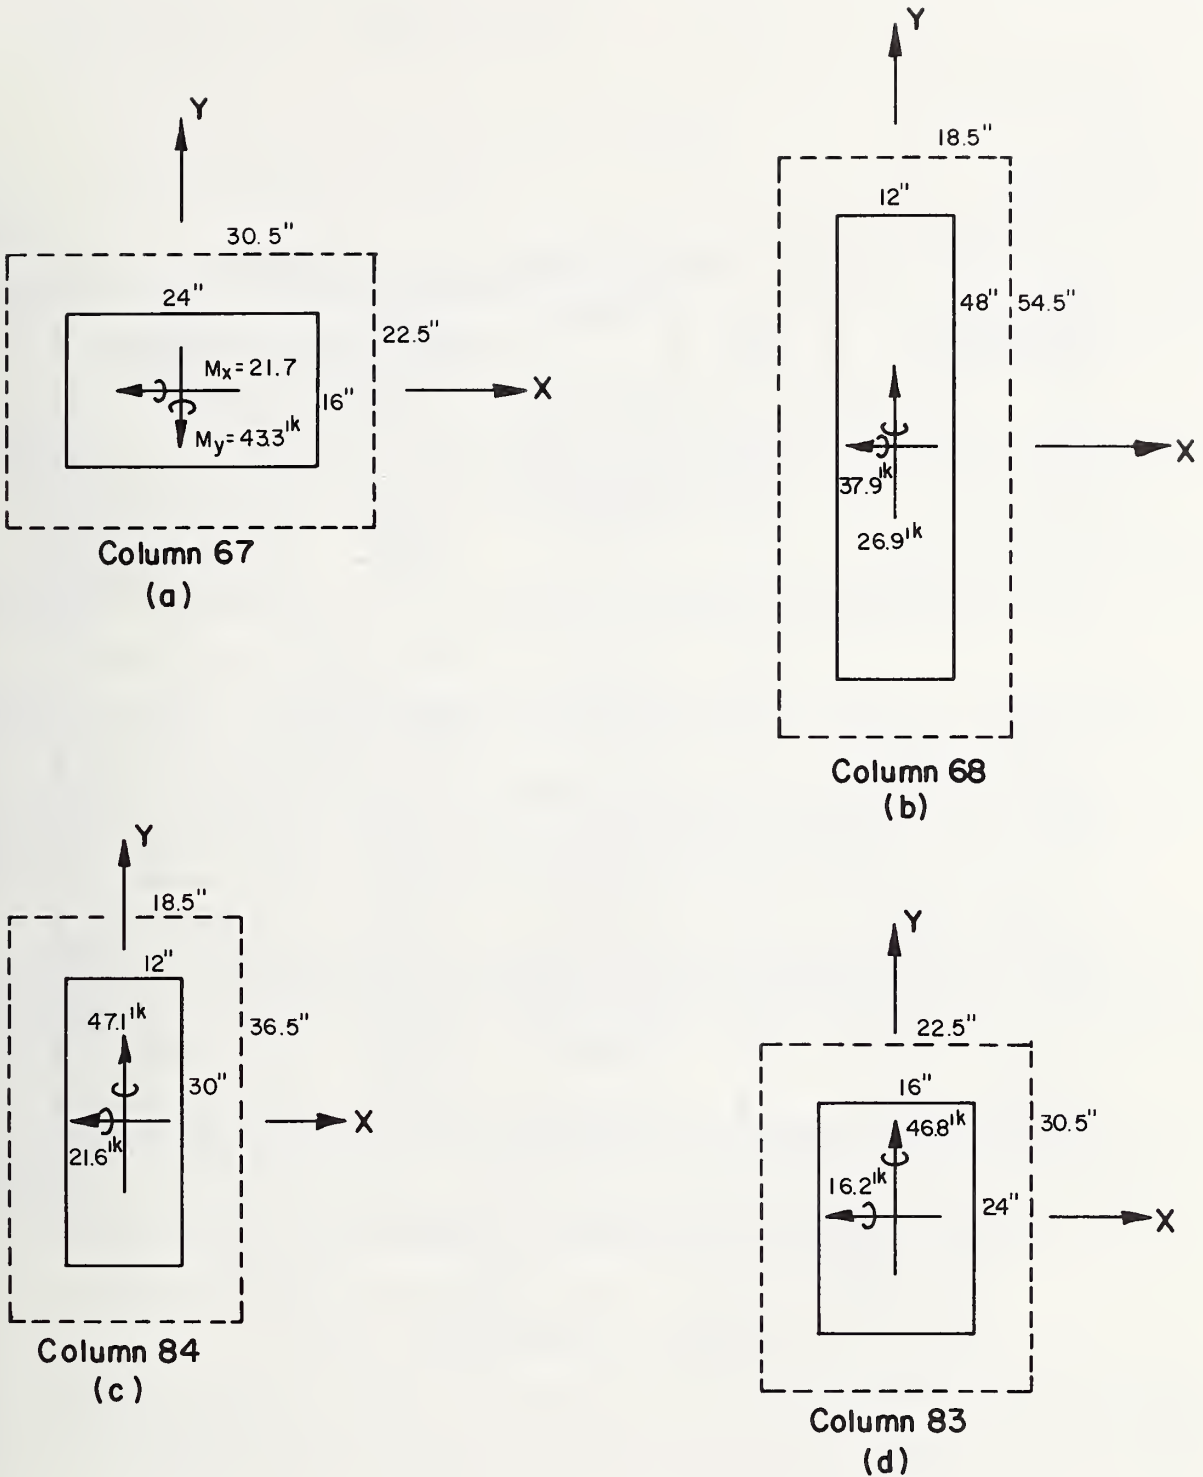 Y
30.5"
24"
22.5"
Mx=21.7
X
16"
My=43.3'k
Column 67
(a)
Y
18.5"
12"
48"
54.5"
X
37.9'k
26.9'k
Column 68
(b)
Y
18.5"
12"
47.1'k
36.5"
30"
X
21.6'k
Column 84
(c)
Y
22.5"
16"
46.8'k
30.5"
16.2'k
24"
X
Column 83
(d)